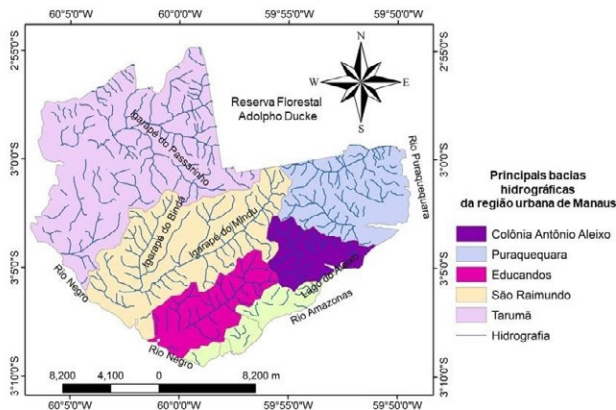 60°5'0"W 60°0'0"W 59°55'0"W 59°50'0"W
2°55'0"S
2°55'0"S
N
W E
S
Reserva Florestal
Adolpho Ducke
Igarapé do Passarinho
3°0'0"S
3°0'0"S
Rio Puraquequara
Igarapé do Bindá
Igarapé do Mindu
Principais bacias
hidrográficas
da região urbana de Manaus
Colônia Antônio Aleixo
Puraquequara
Educandos
São Raimundo
Tarumã
Hidrografia
3°5'0"S
3°5'0"S
Rio Negro
Lago do Aleixo
Rio Amazonas
Rio Negro
8,200 4,100 0 8,200 m
3°10'0"S
3°10'0"S
60°5'0"W 60°0'0"W 59°55'0"W 59°50'0"W